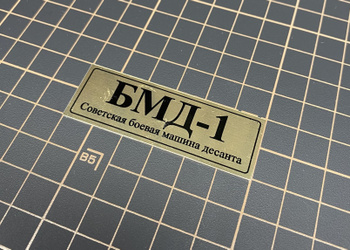 БМД-1
Советская боевая машина десанта
B5